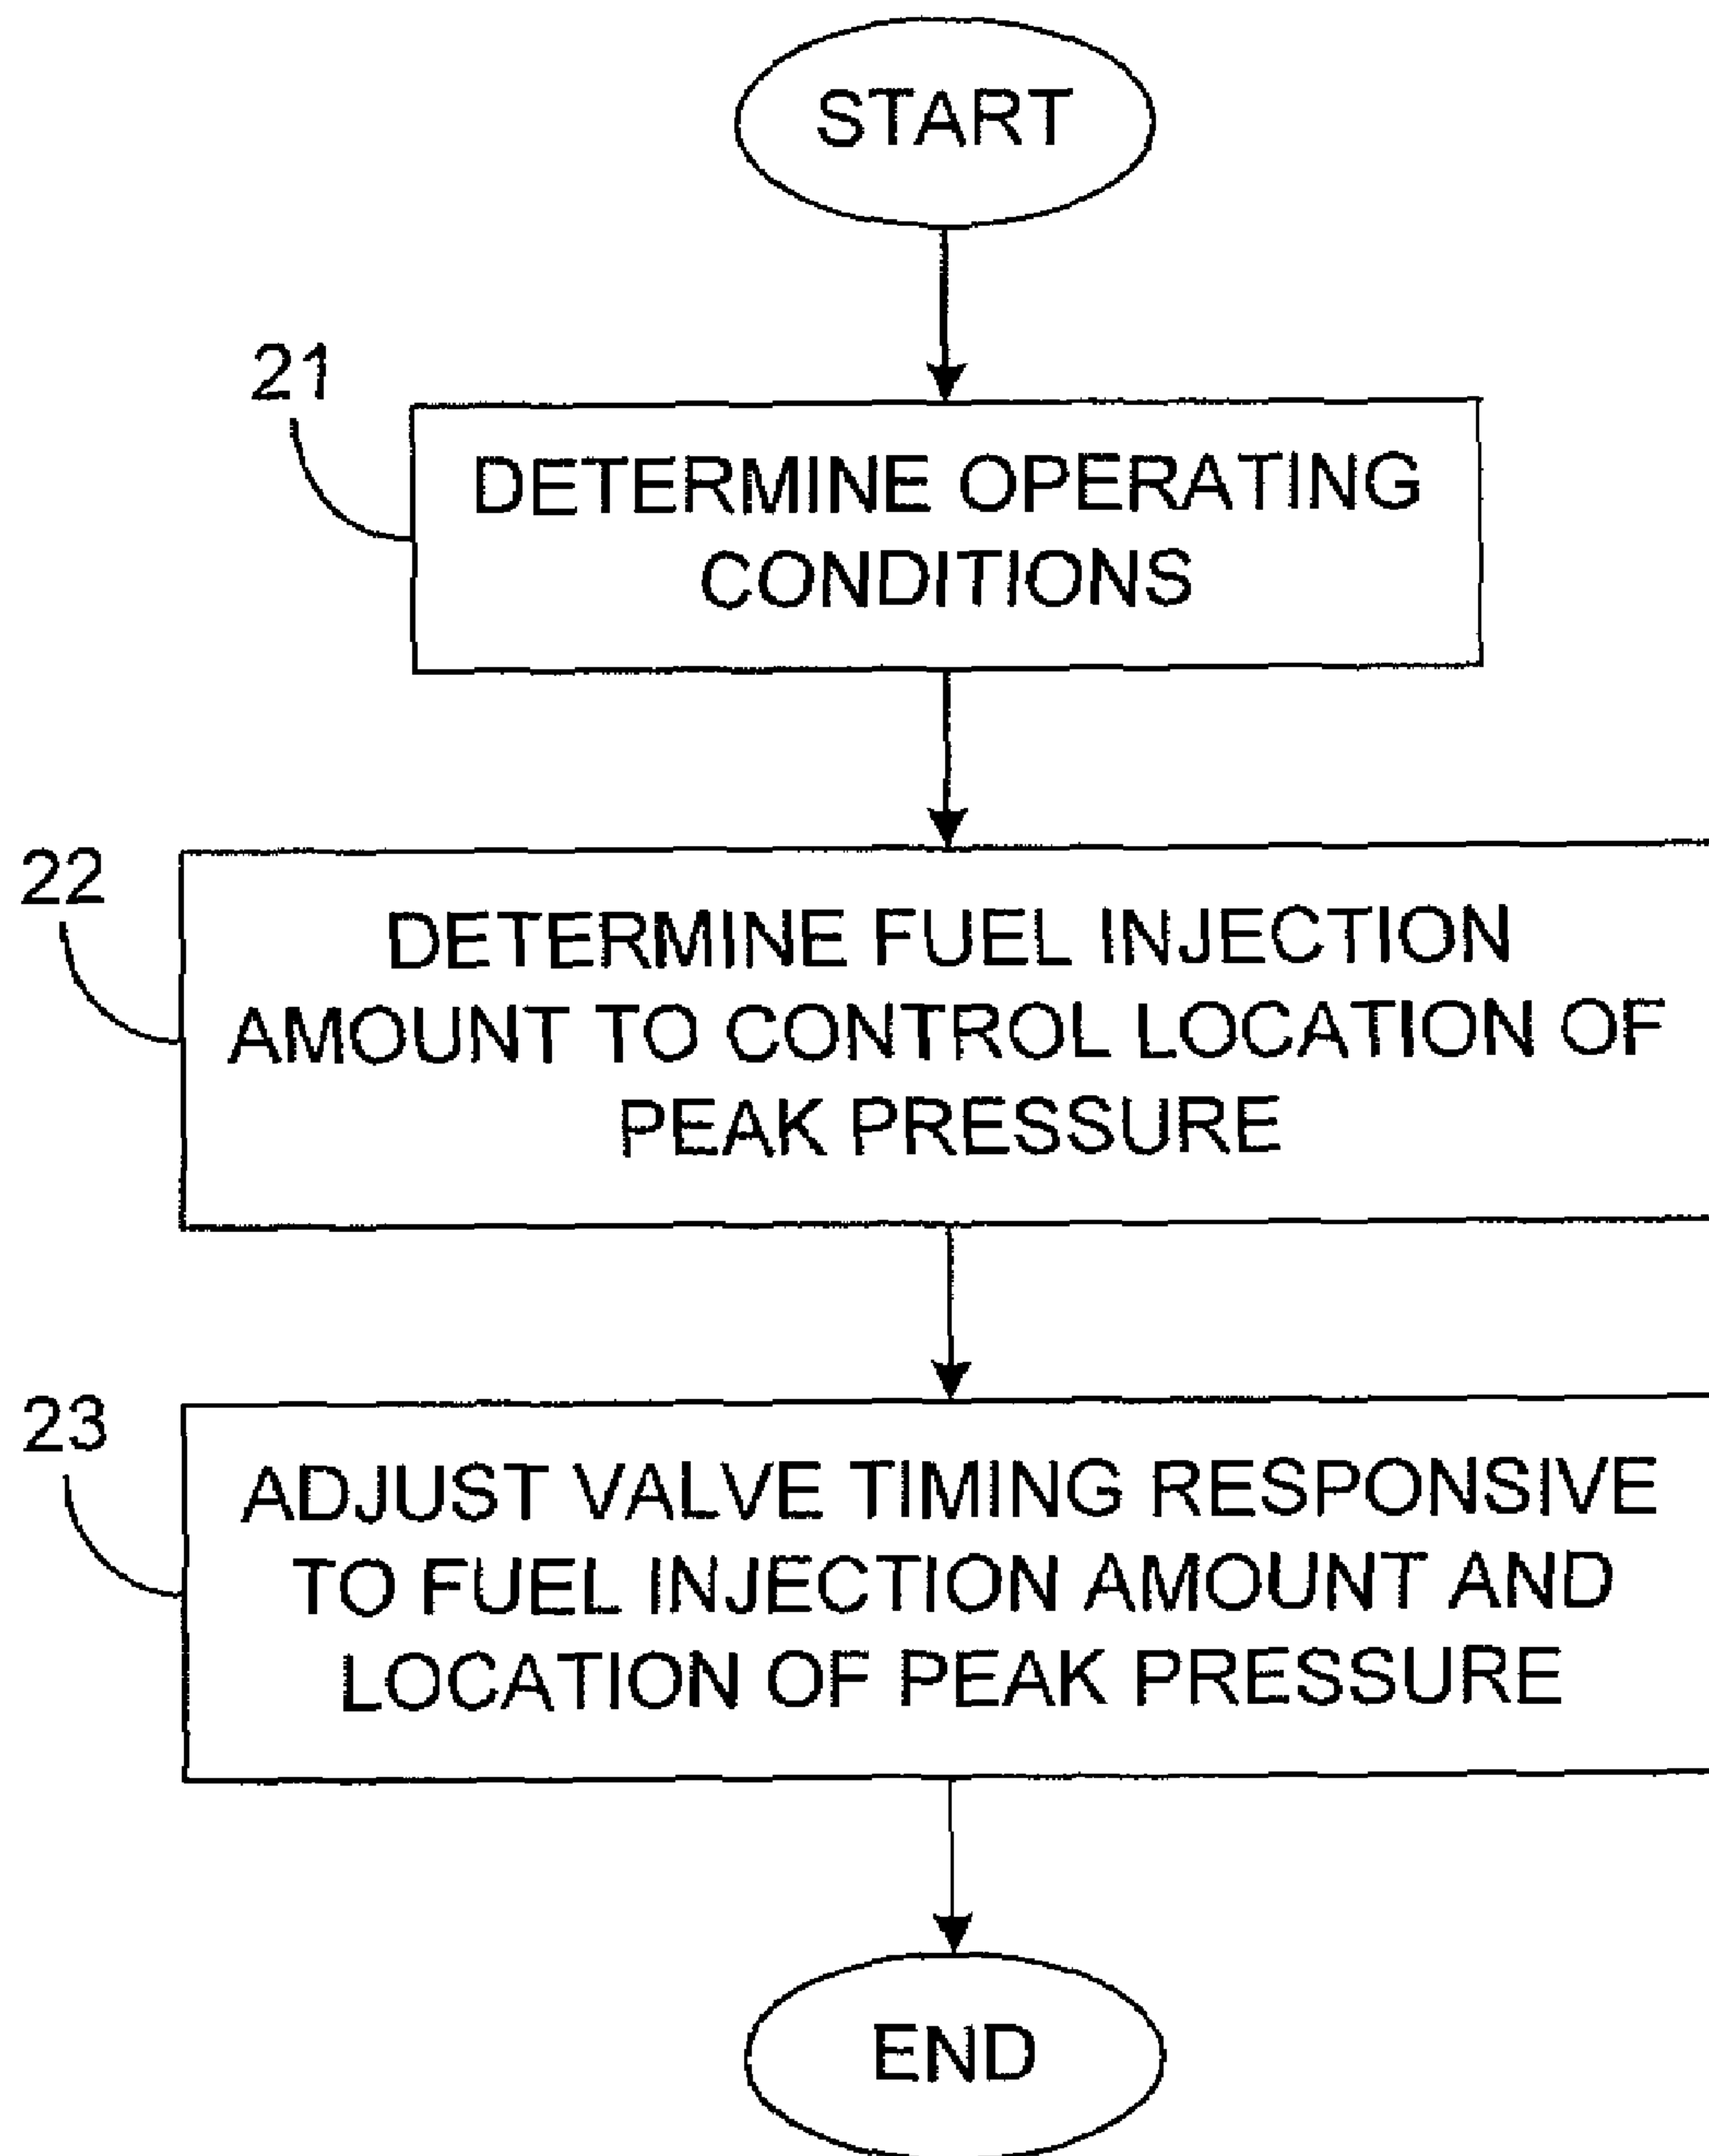 START
21
DETERMINE OPERATING
CONDITIONS
22
DETERMINE FUEL INJECTION
AMOUNT TO CONTROL LOCATION OF
PEAK PRESSURE
23
ADJUST VALVE TIMING RESPONSIVE
TO FUEL INJECTION AMOUNT AND
LOCATION OF PEAK PRESSURE
END